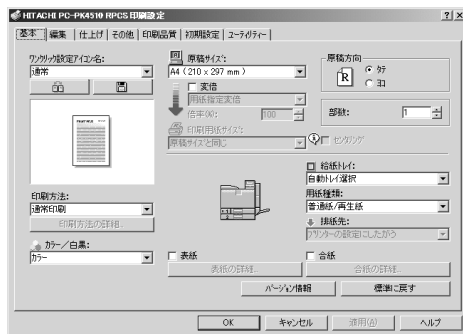 HITACHI PC-PK4510 RPCS 印刷設定
基本 編集 仕上げ その他 印刷品質 初期設定 ユーティリティー
ワンクリック設定アイコン名:
通常
印刷方法:
通常印刷
印刷方法の詳細...
カラー/白黒:
カラー
原稿サイズ:
A4 (210 x 297 mm)
変倍
用紙指定変倍
倍率(%): 100
印刷用紙サイズ:
原稿サイズと同じ
原稿方向
R
タテ
ヨコ
部数: 1
センタリング
給紙トレイ:
自動トレイ選択
用紙種類:
普通紙/再生紙
排紙先:
プリンターの設定にしたがう
表紙
表紙の詳細...
合紙
合紙の詳細...
バージョン情報 標準に戻す
OK キャンセル 適用(A) ヘルプ